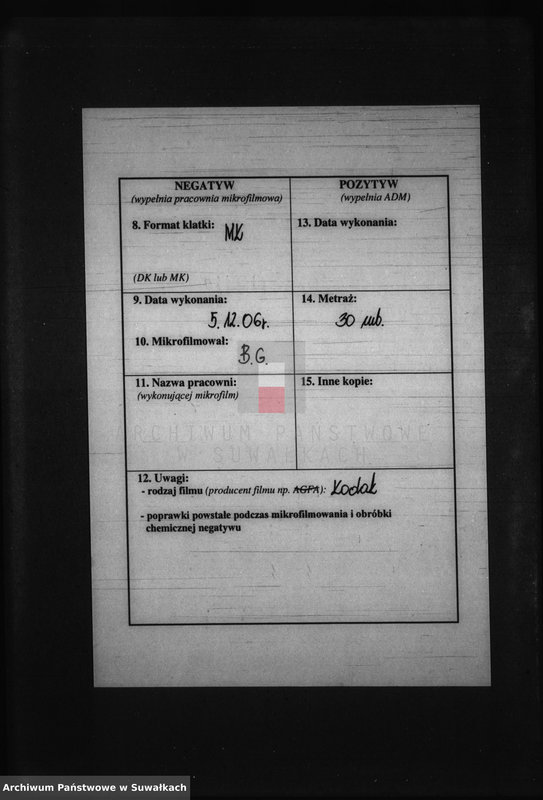 NEGATYW
(wypełnia pracownia mikrofilmowa)
8. Format klatki: MK
(DK lub MK)
POZYTYW
(wypełnia ADM)
13. Data wykonania:
9. Data wykonania:
5.12.06r.
10. Mikrofilmował:
B.G.
14. Metraż:
30 mb.
11. Nazwa pracowni:
(wykonującej mikrofilm)
15. Inne kopie:
ARCHIWUM PAŃSTWOWE
W SUWAŁKACH
12. Uwagi:
- rodzaj filmu (producent filmu np. AGFA): Kodak
- poprawki powstałe podczas mikrofilmowania i obróbki
chemicznej negatywu
Archiwum Państwowe w Suwałkach